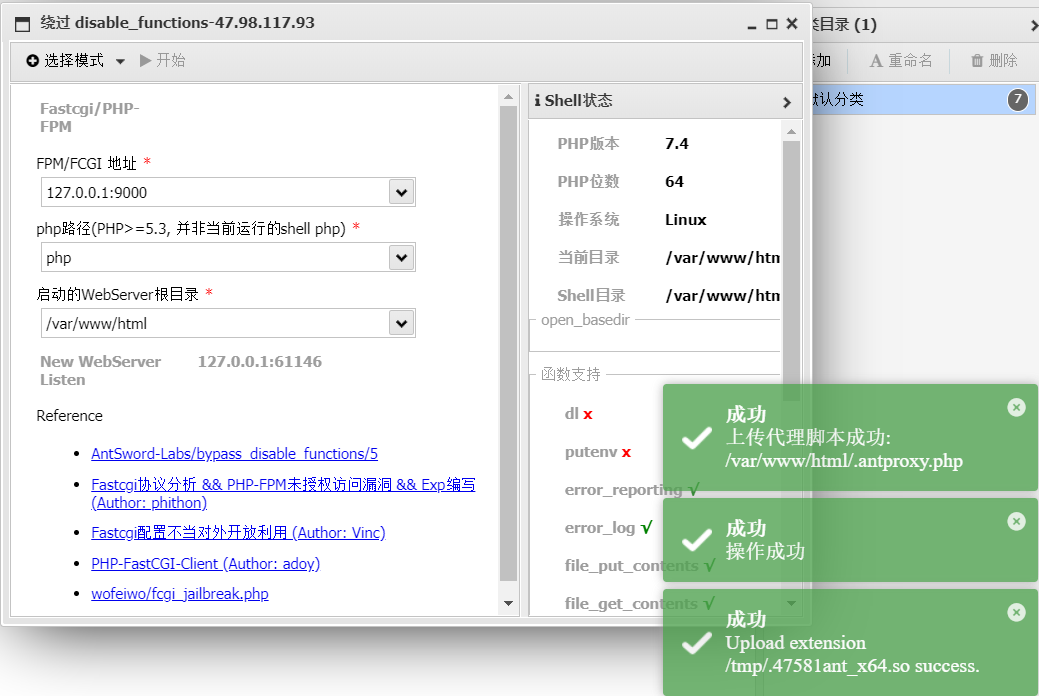 绕过 disable_functions-47.98.117.93
选择模式
开始
Fastcgi/PHP-
FPM
FPM/FCGI 地址 *
127.0.0.1:9000
php路径(PHP>=5.3, 并非当前运行的shell php) *
php
启动的WebServer根目录 *
/var/www/html
New WebServer
Listen
127.0.0.1:61146
Reference
AntSword-Labs/bypass_disable_functions/5
Fastcgi协议分析 && PHP-FPM未授权访问漏洞 && Exp编写
(Author: phithon)
Fastcgi配置不当对外开放利用 (Author: Vinc)
PHP-FastCGI-Client (Author: adoy)
wofeiwo/fcgi_jailbreak.php
Shell状态
PHP版本 7.4
PHP位数 64
操作系统 Linux
当前目录 /var/www/htm
Shell目录 /var/www/htm
open_basedir
函数支持
dl x
putenv x
error_reporting √
error_log √
file_put_contents √
file_get_contents √
类目录 (1)
添加
重命名
删除
默认分类
7
成功
上传代理脚本成功:
/var/www/html/.antproxy.php
成功
操作成功
成功
Upload extension
/tmp/.47581ant_x64.so success.